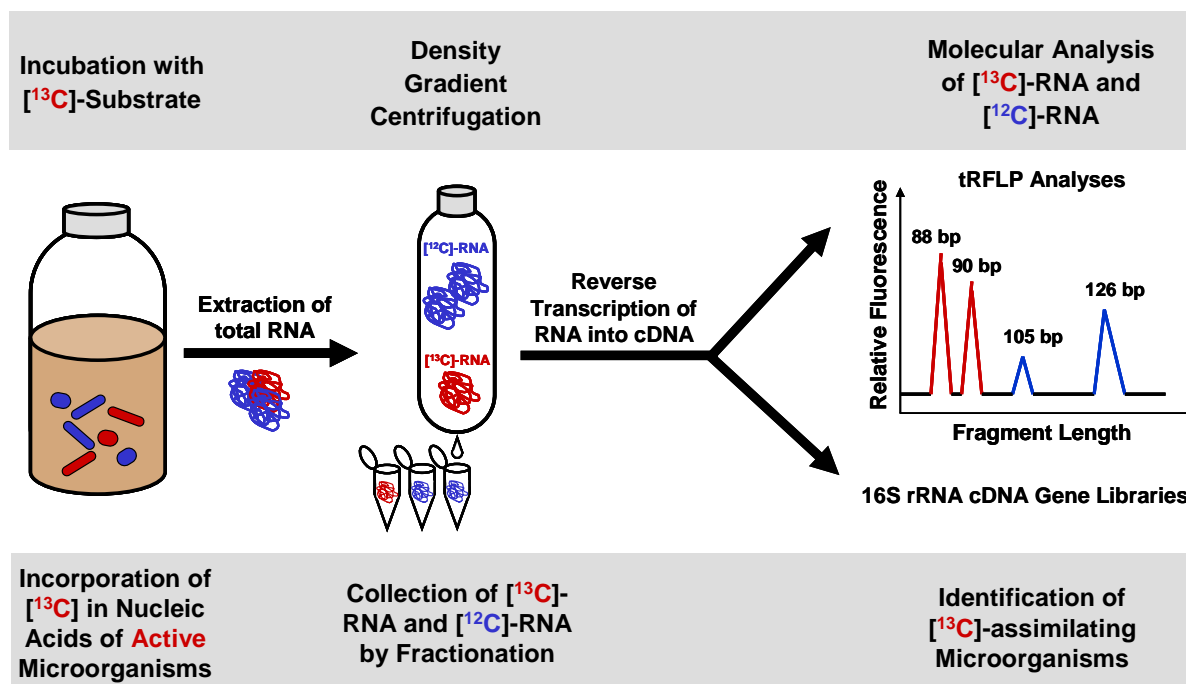 Incubation with
[¹³C]-Substrate
Density
Gradient
Centrifugation
Molecular Analysis
of [¹³C]-RNA and
[¹²C]-RNA
Extraction of
total RNA
[¹²C]-RNA
[¹³C]-RNA
Reverse
Transcription of
RNA into cDNA
tRFLP Analyses
Relative Fluorescence
88 bp
90 bp
105 bp
126 bp
Fragment Length
16S rRNA cDNA Gene Libraries
Incorporation of
[¹³C] in Nucleic
Acids of Active
Microorganisms
Collection of [¹³C]-
RNA and [¹²C]-RNA
by Fractionation
Identification of
[¹³C]-assimilating
Microorganisms